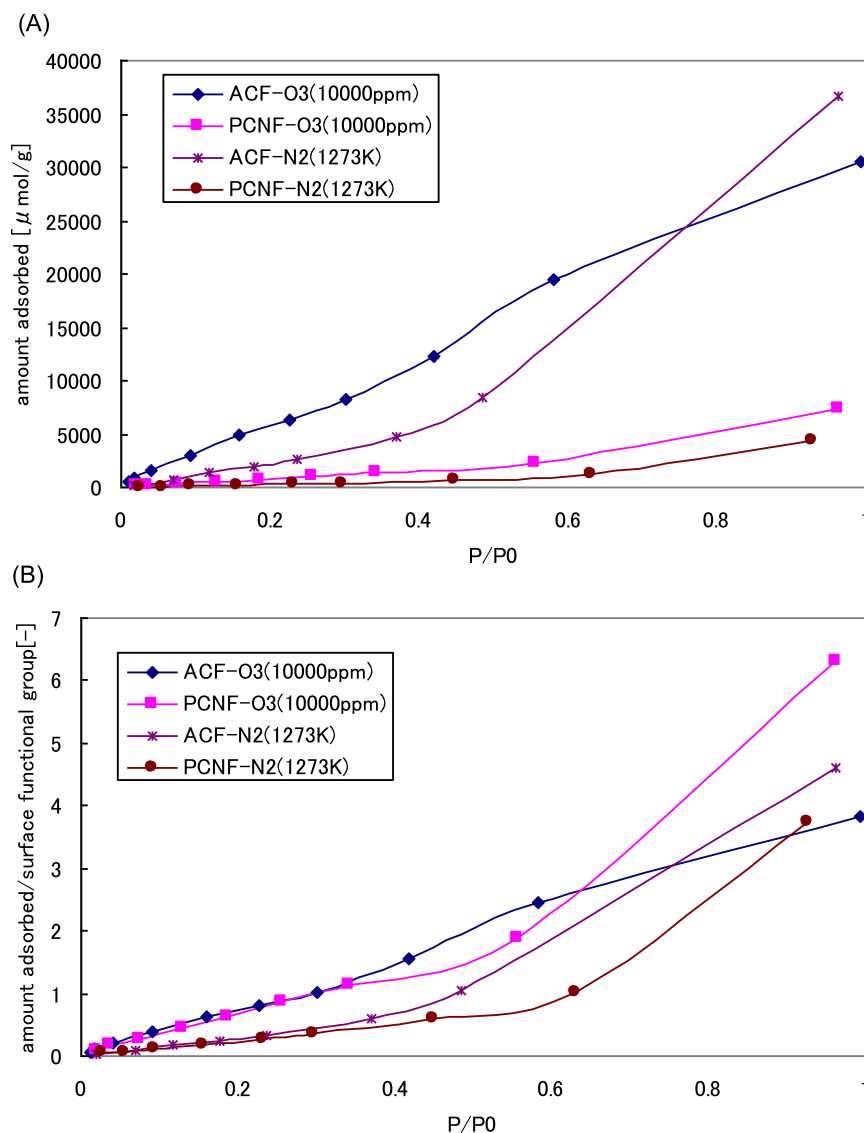 (A)
amount adsorbed [μ mol/g]
40000
35000
30000
25000
20000
15000
10000
5000
0
ACF-O3(10000ppm)
PCNF-O3(10000ppm)
ACF-N2(1273K)
PCNF-N2(1273K)
0 0.2 0.4 0.6 0.8 1
P/P0
(B)
amount adsorbed/surface functional group[-]
7
6
5
4
3
2
1
0
ACF-O3(10000ppm)
PCNF-O3(10000ppm)
ACF-N2(1273K)
PCNF-N2(1273K)
0 0.2 0.4 0.6 0.8 1
P/P0